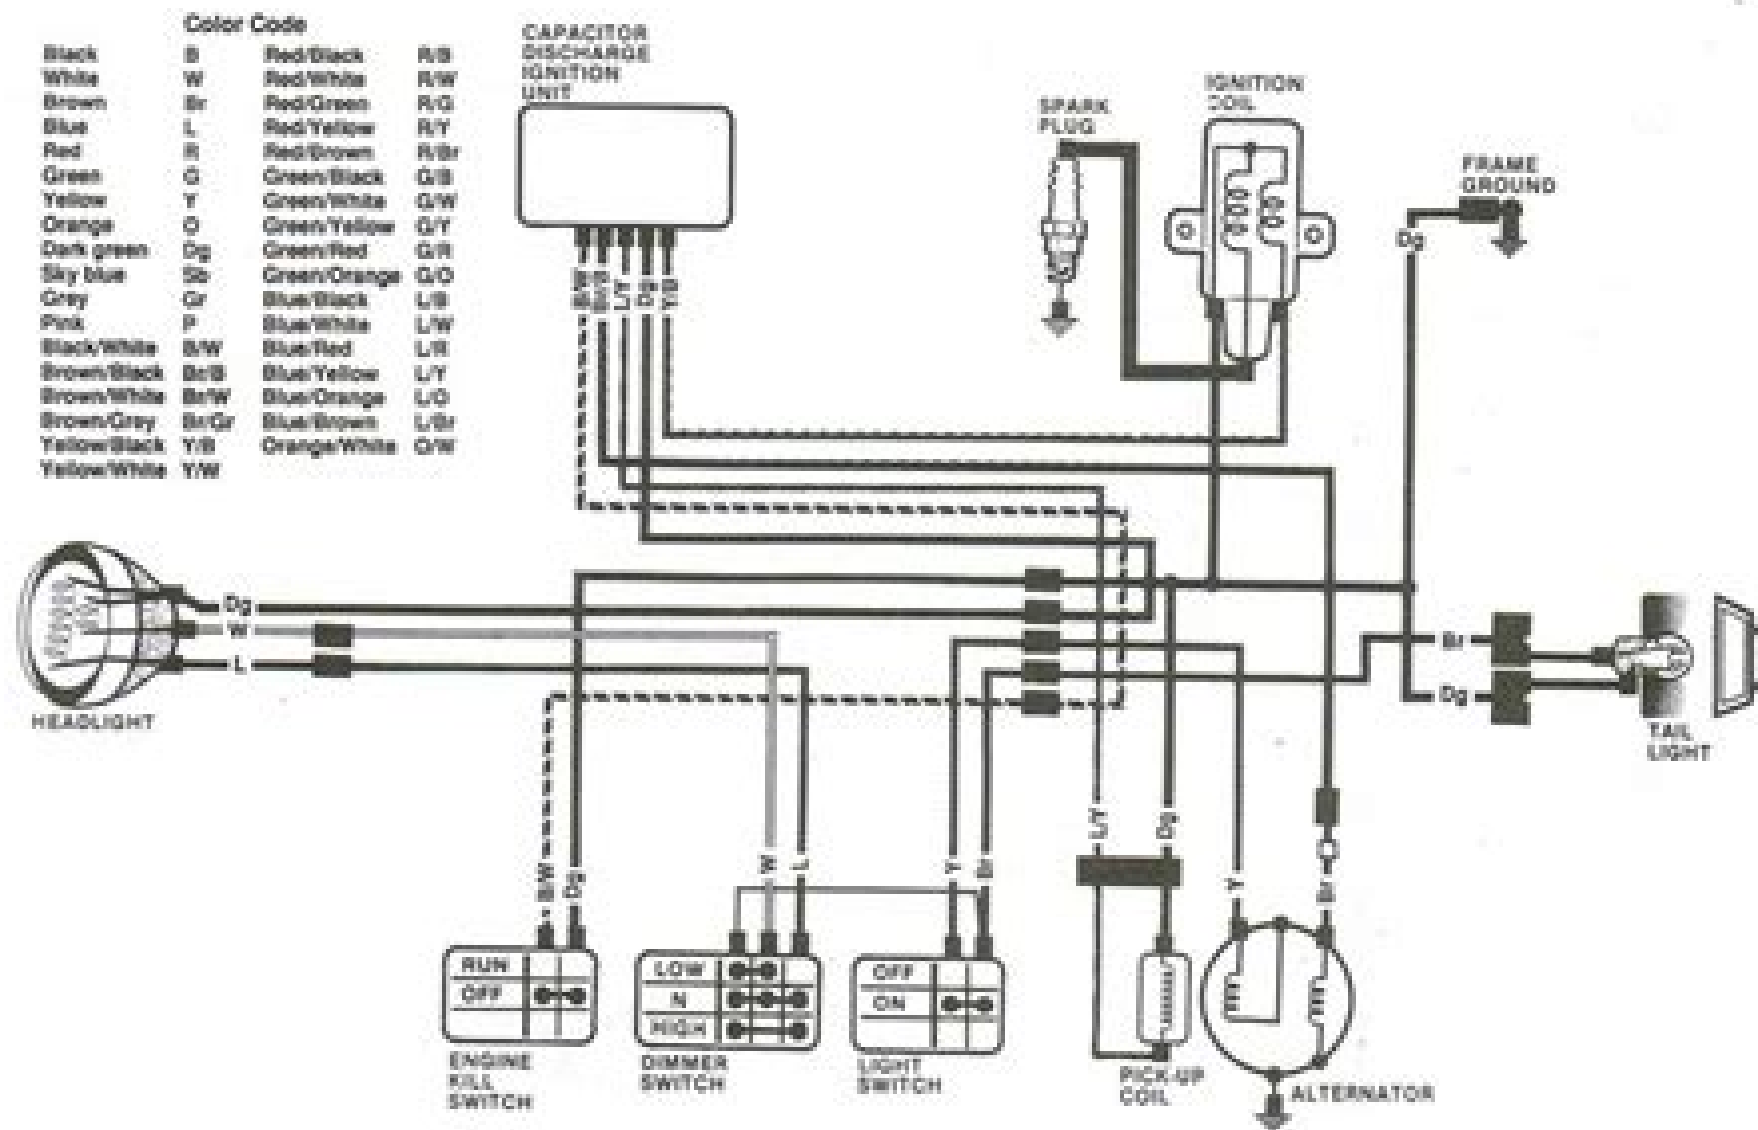 Color Code
Black B Red/Black R/B
White W Red/White R/W
Brown Br Red/Green R/G
Blue L Red/Yellow R/Y
Red R Red/Brown R/Br
Green G Green/Black G/B
Yellow Y Green/White G/W
Orange O Green/Yellow G/Y
Dark green Dg Green/Red G/R
Sky blue Sb Green/Orange G/O
Grey Gr Blue/Black L/B
Pink P Blue/White L/W
Black/White B/W Blue/Red L/R
Brown/Black Br/B Blue/Yellow L/Y
Brown/White Br/W Blue/Orange L/O
Brown/Grey Br/Gr Blue/Brown L/Br
Yellow/Black Y/B Orange/White O/W
Yellow/White Y/W
CAPACITOR
DISCHARGE
IGNITION
UNIT
B/W
Br/B
L/Y
Dg
Y/B
SPARK
PLUG
IGNITION
COIL
FRAME
GROUND
Dg
Dg
W
L
HEADLIGHT
Br
Dg
TAIL
LIGHT
B/W
Dg
W
L
Y
Br
L/Y
Dg
Y
Br
RUN
OFF
ENGINE
KILL
SWITCH
LOW
N
HIGH
DIMMER
SWITCH
OFF
ON
LIGHT
SWITCH
PICK-UP
COIL
ALTERNATOR